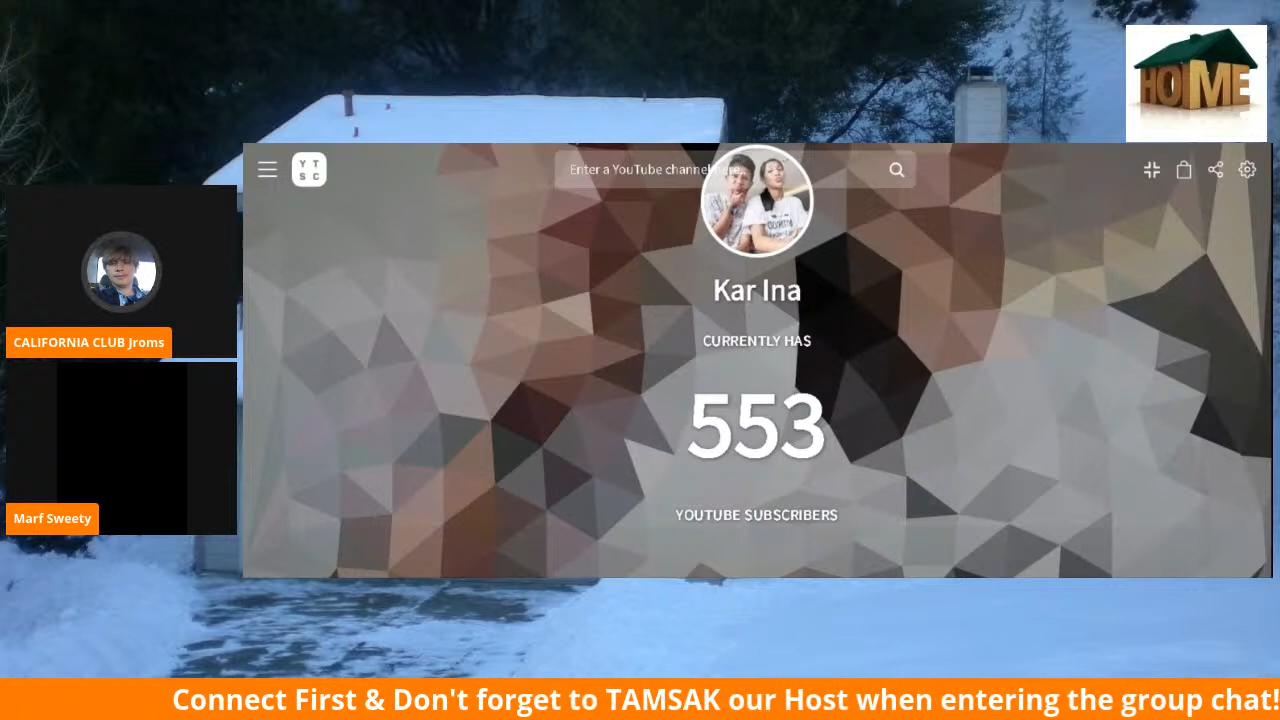 HOME
Y T
S C
Enter a YouTube channel here...
Kar Ina
CURRENTLY HAS
553
YOUTUBE SUBSCRIBERS
CALIFORNIA CLUB Jroms
Marf Sweety
Connect First & Don't forget to TAMSAK our Host when entering the group chat!